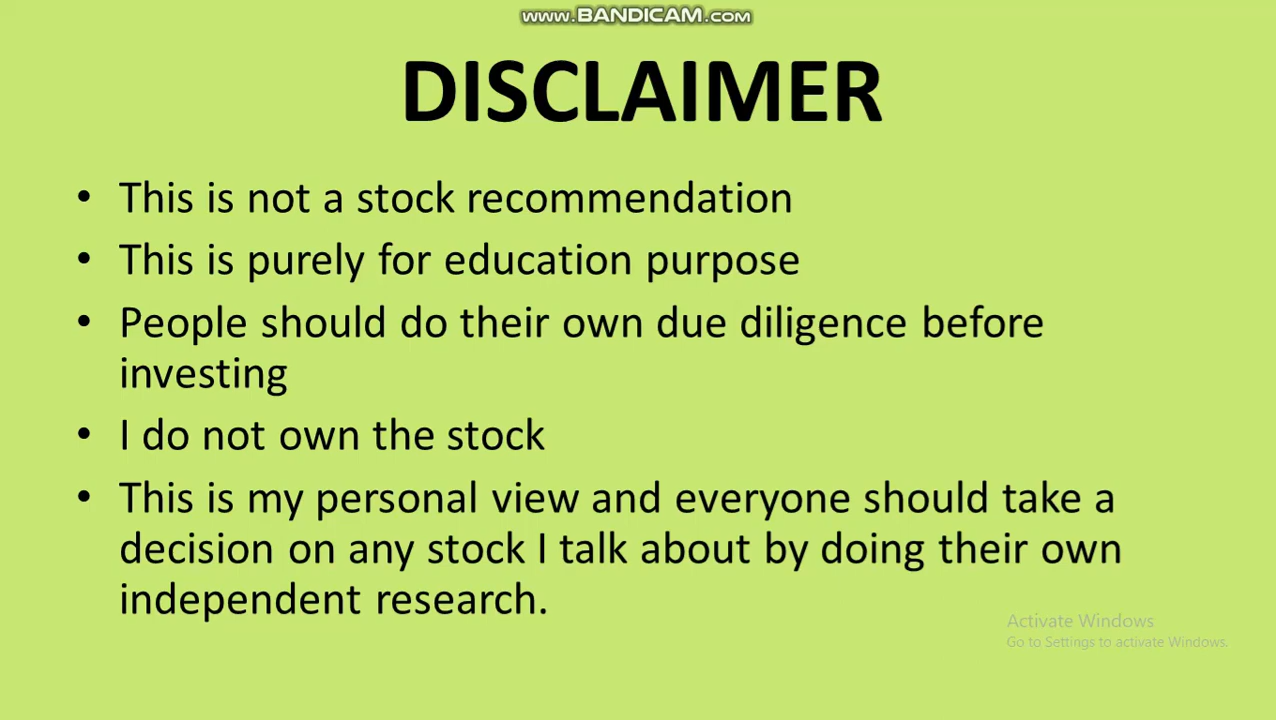 www.BANDICAM.com
DISCLAIMER
• This is not a stock recommendation
• This is purely for education purpose
• People should do their own due diligence before
investing
• I do not own the stock
• This is my personal view and everyone should take a
decision on any stock I talk about by doing their own
independent research.
Activate Windows
Go to Settings to activate Windows.